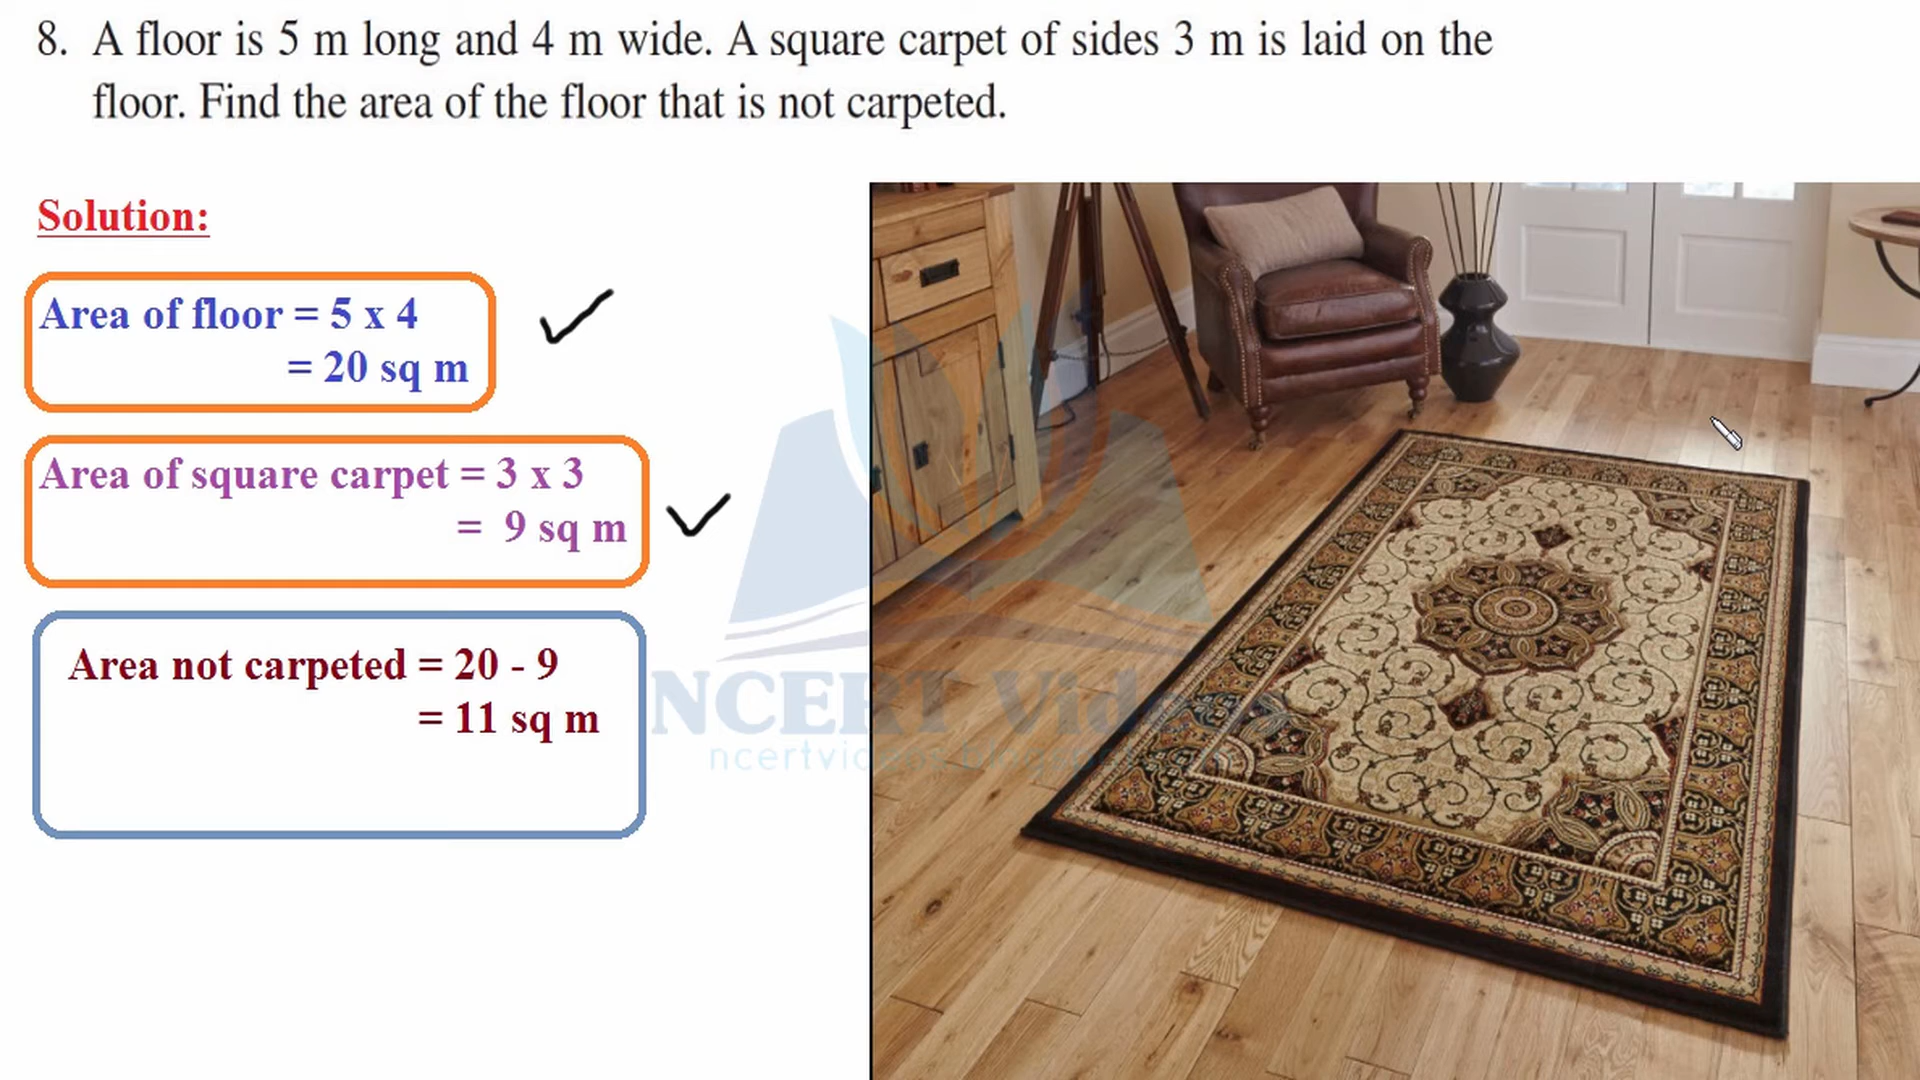 8. A floor is 5 m long and 4 m wide. A square carpet of sides 3 m is laid on the
floor. Find the area of the floor that is not carpeted.
Solution:
Area of floor = 5 x 4
= 20 sq m
Area of square carpet = 3 x 3
= 9 sq m
Area not carpeted = 20 - 9
= 11 sq m
NCERT Videos